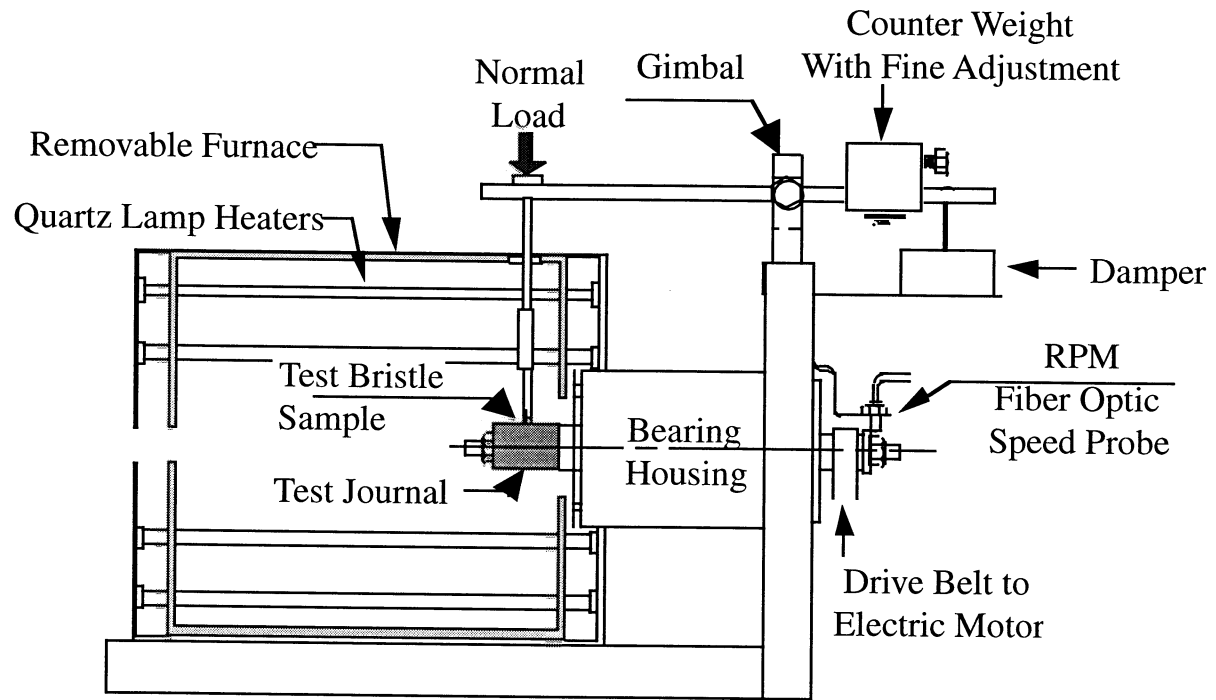 Counter Weight
With Fine Adjustment
Gimbal
Normal
Load
Removable Furnace
Quartz Lamp Heaters
Damper
RPM
Fiber Optic
Speed Probe
Test Bristle
Sample
Bearing
Housing
Test Journal
Drive Belt to
Electric Motor